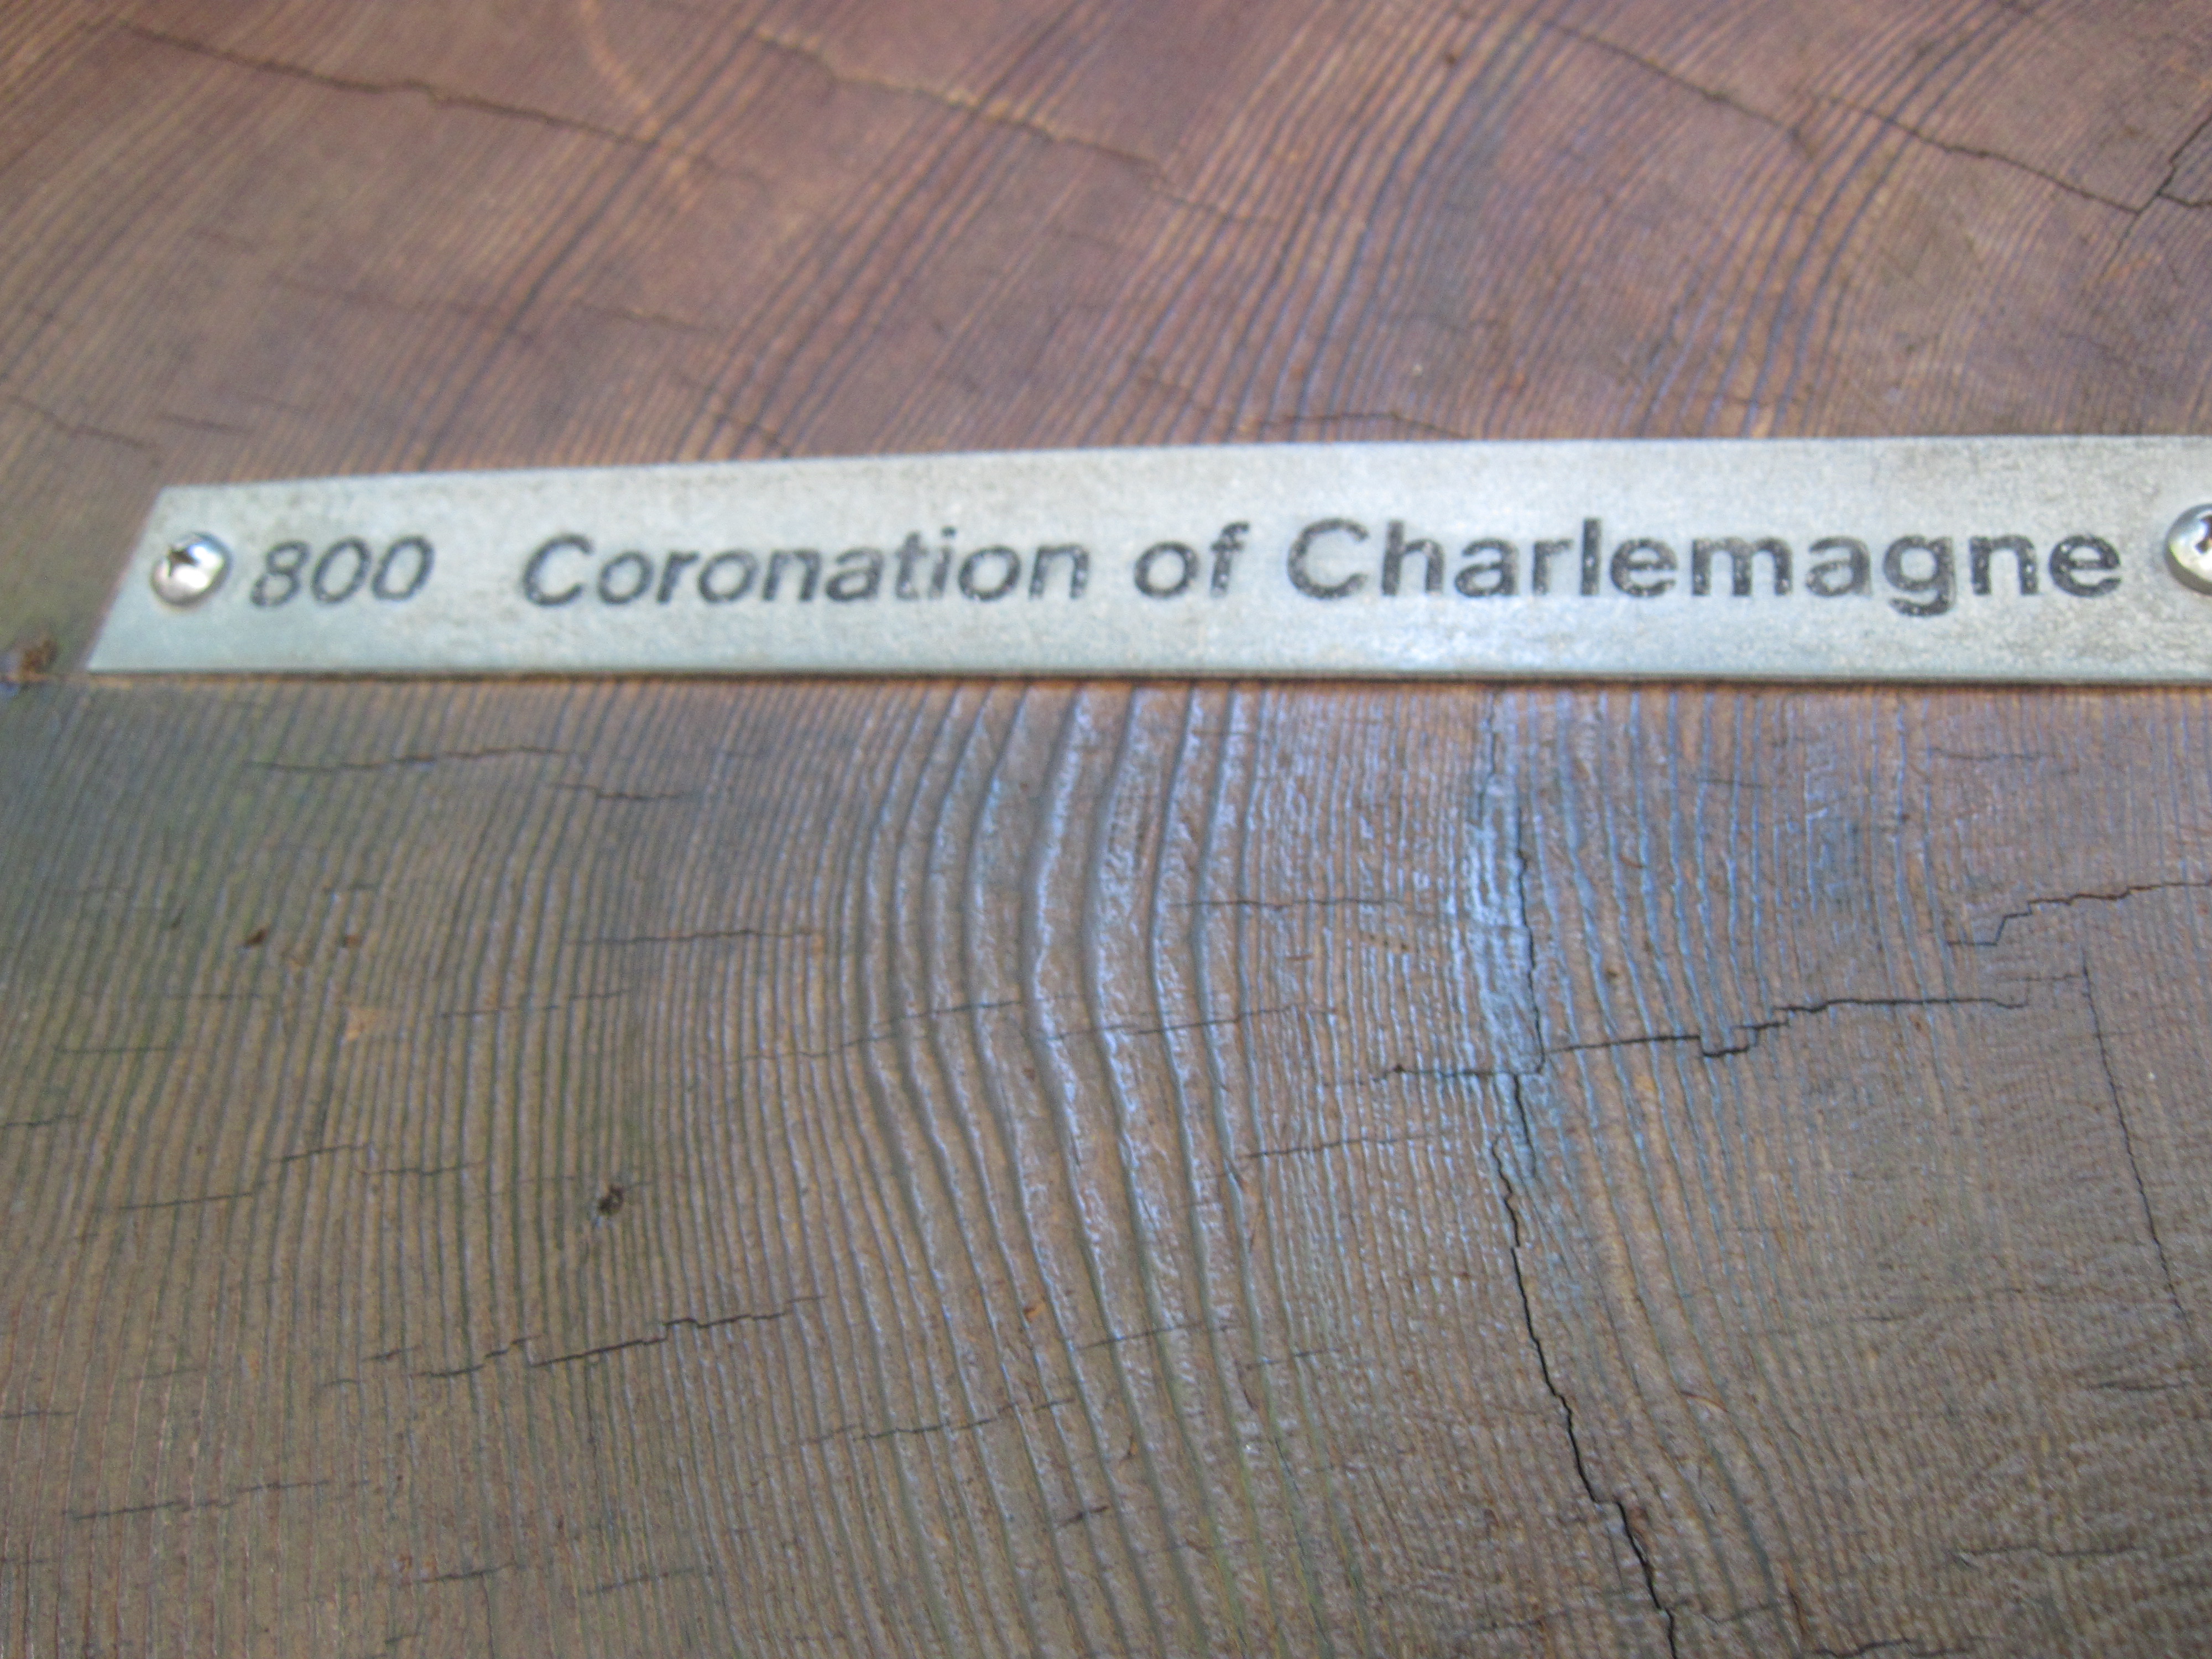 800 Coronation of Charlemagne